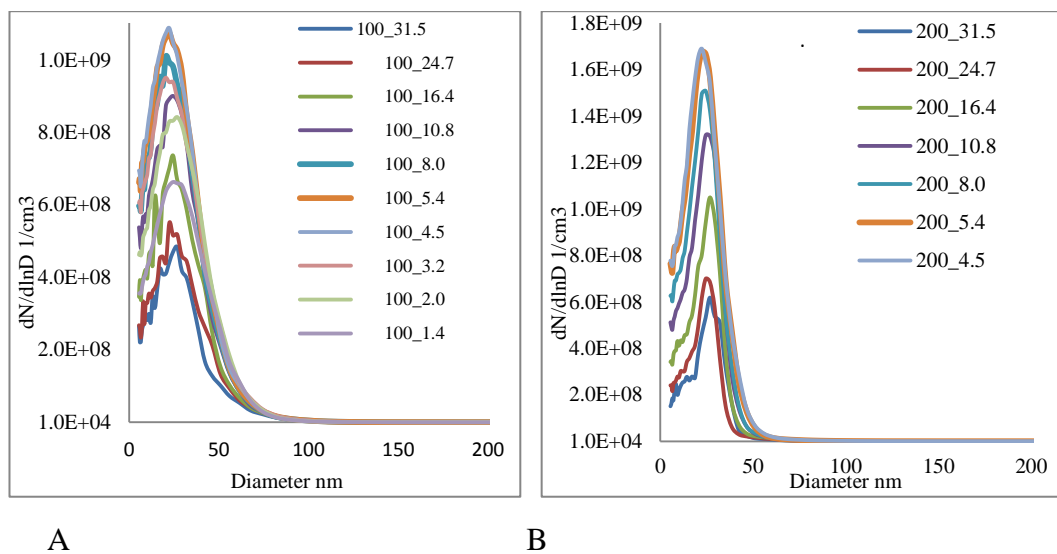 dN/dlnD 1/cm3
1.0E+09
8.0E+08
6.0E+08
4.0E+08
2.0E+08
1.0E+04
0
50
100
150
200
Diameter nm
100_31.5
100_24.7
100_16.4
100_10.8
100_8.0
100_5.4
100_4.5
100_3.2
100_2.0
100_1.4
dN/dlnD 1/cm3
1.8E+09
1.6E+09
1.4E+09
1.2E+09
1.0E+09
8.0E+08
6.0E+08
4.0E+08
2.0E+08
1.0E+04
0
50
100
150
200
Diameter nm
200_31.5
200_24.7
200_16.4
200_10.8
200_8.0
200_5.4
200_4.5
A
B